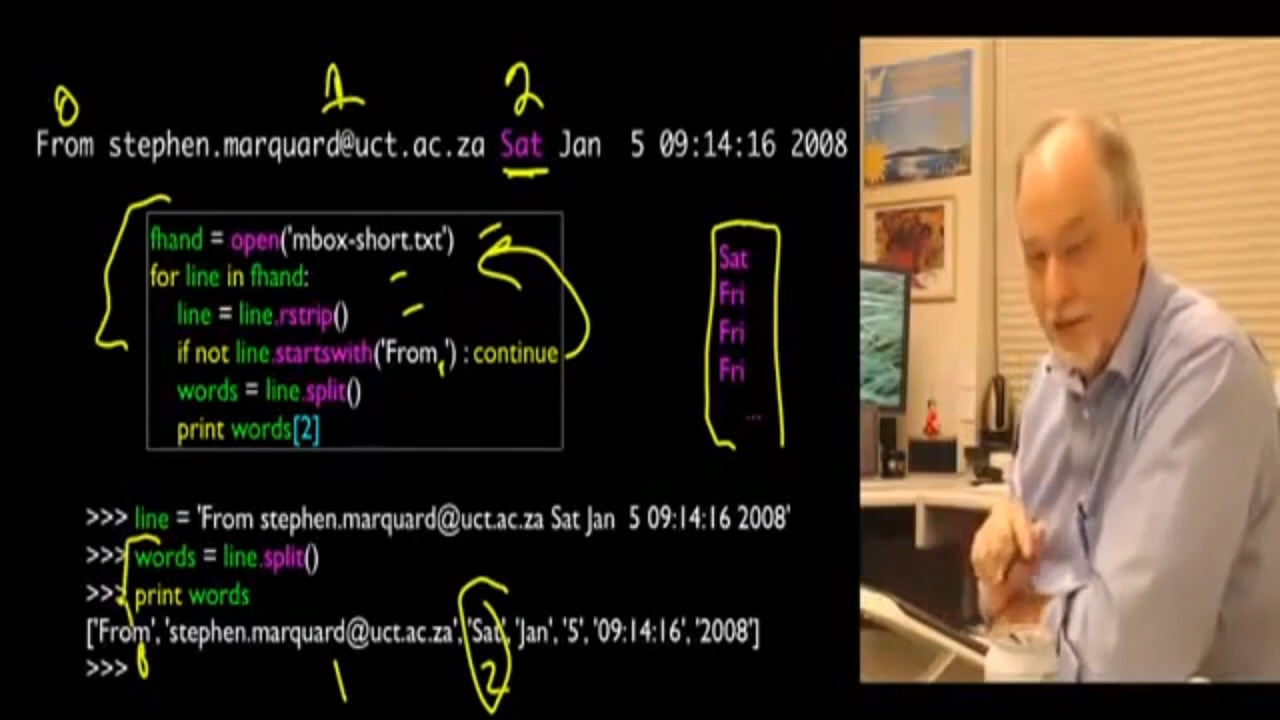 0 1 2
From stephen.marquard@uct.ac.za Sat Jan  5 09:14:16 2008
fhand = open('mbox-short.txt')
for line in fhand:
line = line.rstrip()
if not line.startswith('From ') : continue
words = line.split()
print words[2]
Sat
Fri
Fri
Fri
...
>>> line = 'From stephen.marquard@uct.ac.za Sat Jan  5 09:14:16 2008'
>>> words = line.split()
>>> print words
['From', 'stephen.marquard@uct.ac.za', 'Sat', 'Jan', '5', '09:14:16', '2008']
>>>
0 1 2